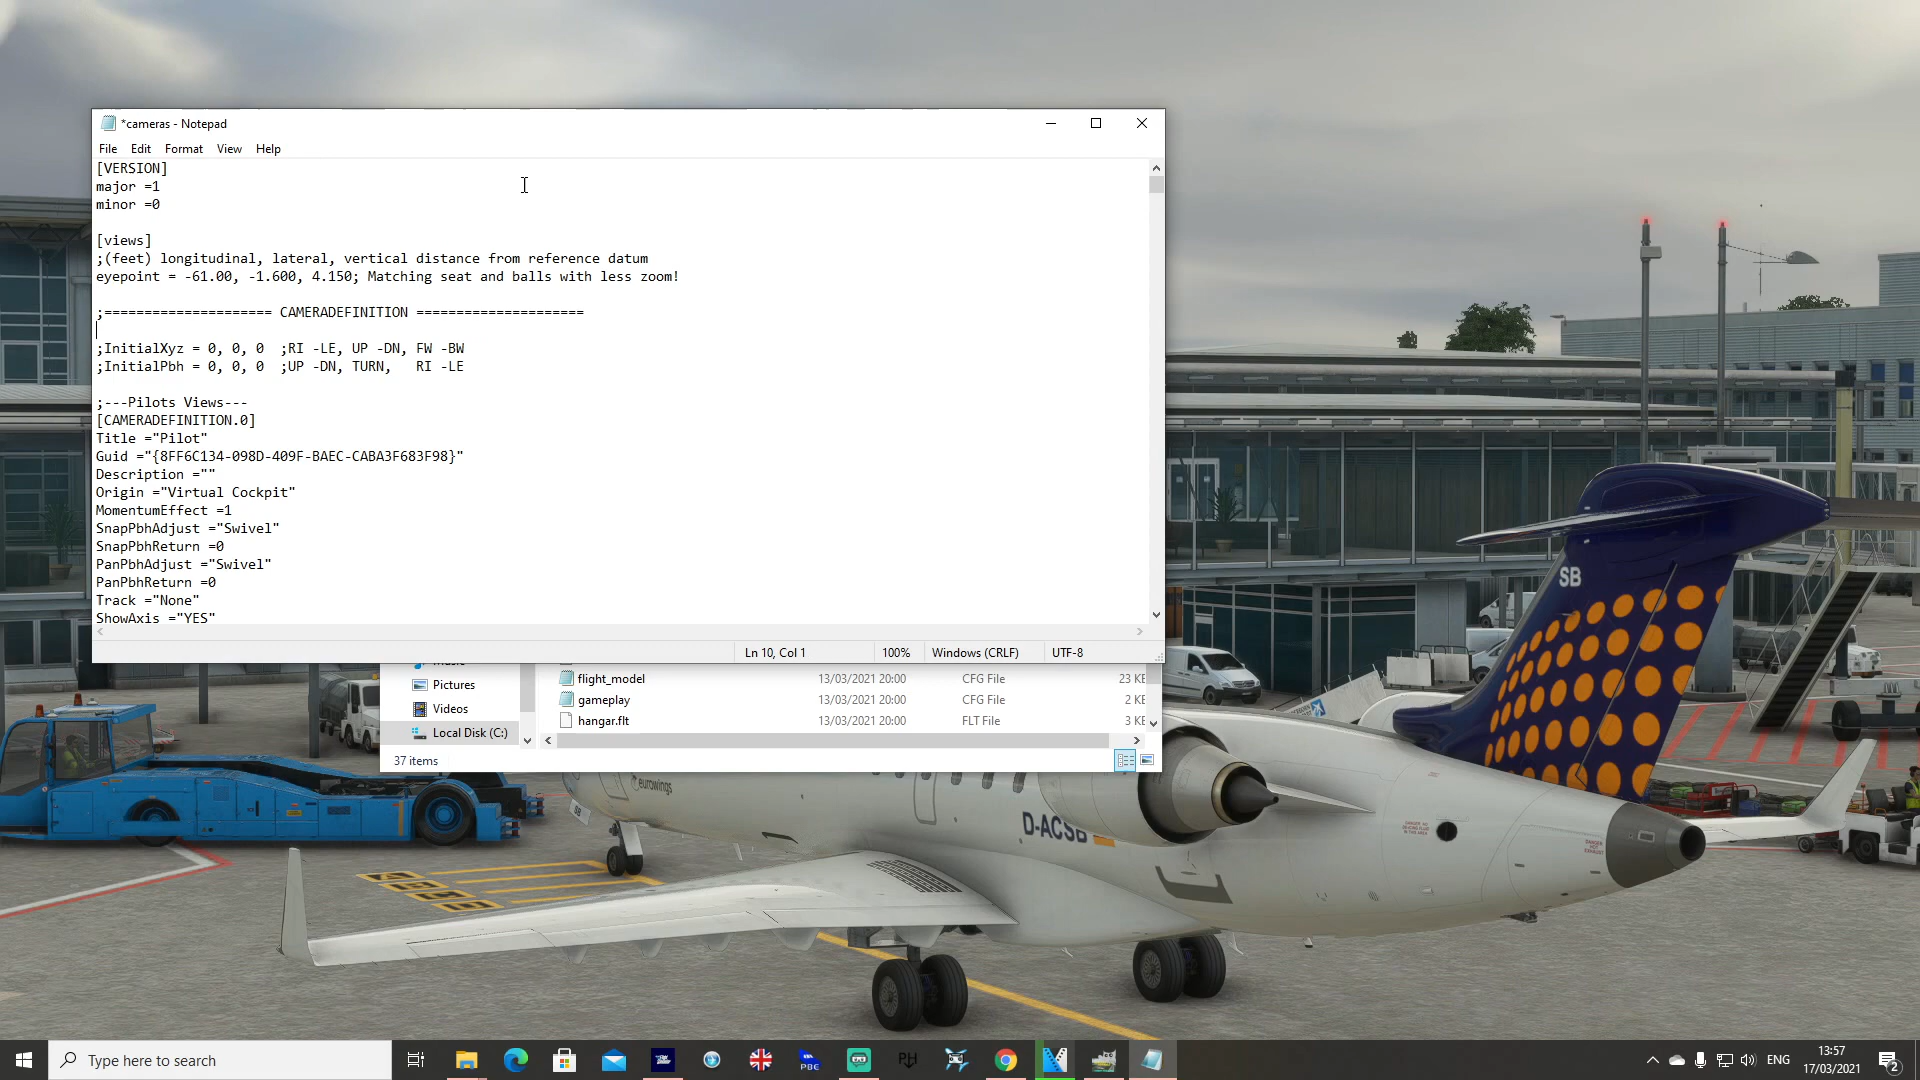 *cameras - Notepad
File Edit Format View Help
[VERSION]
major =1
minor =0
[views]
;(feet) longitudinal, lateral, vertical distance from reference datum
eyepoint = -61.00, -1.600, 4.150; Matching seat and balls with less zoom!
;===================== CAMERADEFINITION =====================
;InitialXyz = 0, 0, 0  ;RI -LE, UP -DN, FW -BW
;InitialPbh = 0, 0, 0  ;UP -DN, TURN,   RI -LE
;---Pilots Views---
[CAMERADEFINITION.0]
Title ="Pilot"
Guid ="{8FF6C134-098D-409F-BAEC-CABA3F683F98}"
Description =""
Origin ="Virtual Cockpit"
MomentumEffect =1
SnapPbhAdjust ="Swivel"
SnapPbhReturn =0
PanPbhAdjust ="Swivel"
PanPbhReturn =0
Track ="None"
ShowAxis ="YES"
Ln 10, Col 1 100% Windows (CRLF) UTF-8
Pictures
Videos
Local Disk (C:)
flight_model 13/03/2021 20:00 CFG File 23 KE
gameplay 13/03/2021 20:00 CFG File 2 KE
hangar.flt 13/03/2021 20:00 FLT File 3 KE
37 items
SB
eurowings
D-ACSB
Type here to search
PBE
ENG
13:57
17/03/2021
2